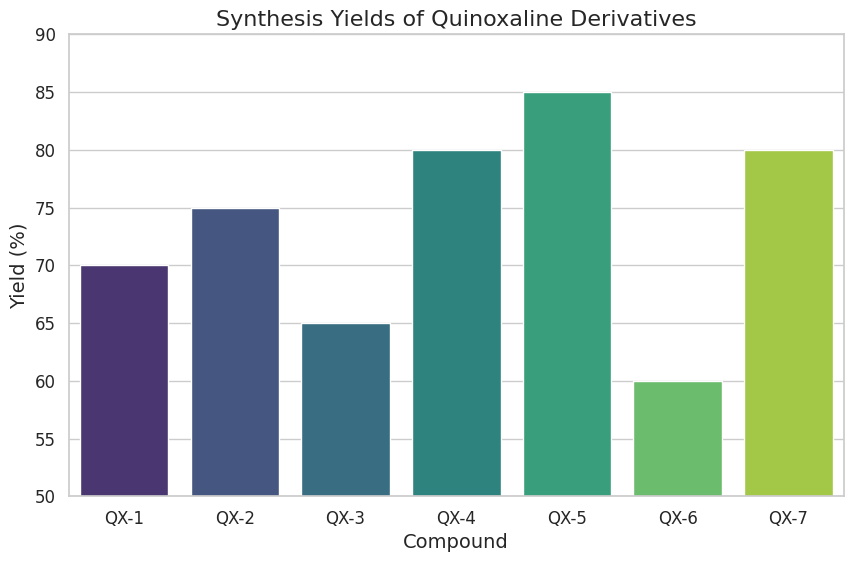 Synthesis Yields of Quinoxaline Derivatives
Yield (%)
90
85
80
75
70
65
60
55
50
QX-1 QX-2 QX-3 QX-4 QX-5 QX-6 QX-7
Compound